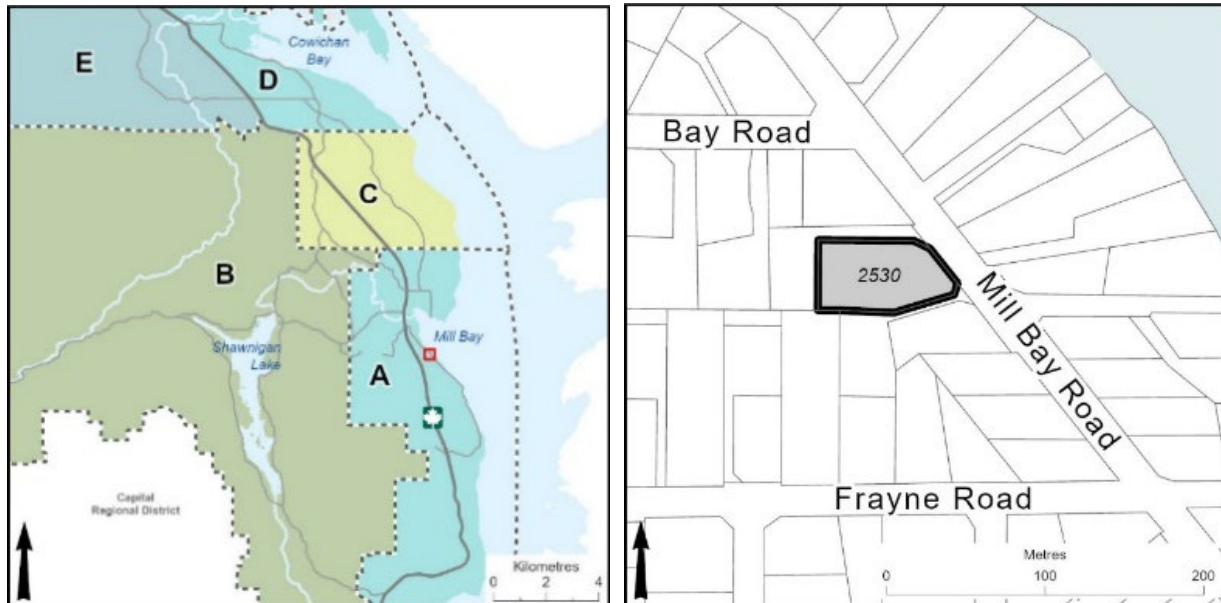 Cowichan
Bay
E
D
C
B
Mill Bay
Shawnigan
Lake
A
Capital
Regional District
Kilometres
0 2 4
Bay Road
2530
Mill Bay Road
Frayne Road
Metres
0 100 200